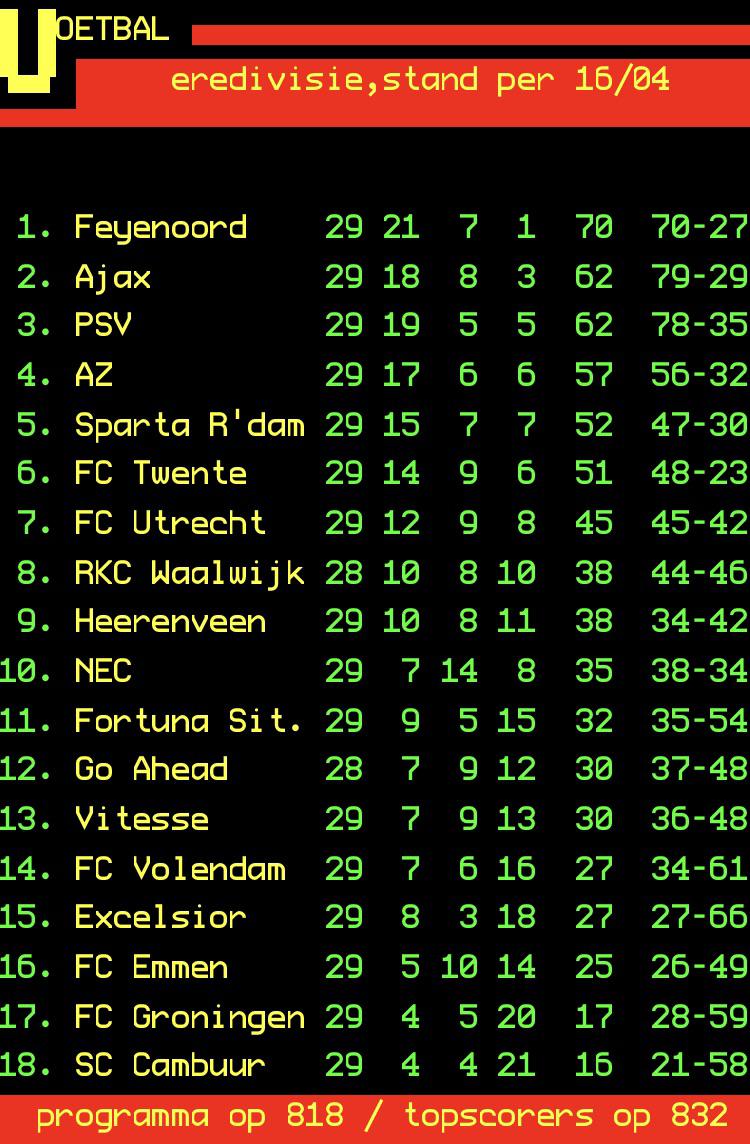 VOETBAL
eredivisie,stand per 16/04
1. Feyenoord 29 21 7 1 70 70-27
2. Ajax 29 18 8 3 62 79-29
3. PSV 29 19 5 5 62 78-35
4. AZ 29 17 6 6 57 56-32
5. Sparta R'dam 29 15 7 7 52 47-30
6. FC Twente 29 14 9 6 51 48-23
7. FC Utrecht 29 12 9 8 45 45-42
8. RKC Waalwijk 28 10 8 10 38 44-46
9. Heerenveen 29 10 8 11 38 34-42
10. NEC 29 7 14 8 35 38-34
11. Fortuna Sit. 29 9 5 15 32 35-54
12. Go Ahead 28 7 9 12 30 37-48
13. Vitesse 29 7 9 13 30 36-48
14. FC Volendam 29 7 6 16 27 34-61
15. Excelsior 29 8 3 18 27 27-66
16. FC Emmen 29 5 10 14 25 26-49
17. FC Groningen 29 4 5 20 17 28-59
18. SC Cambuur 29 4 4 21 16 21-58
programma op 818 / topscorers op 832